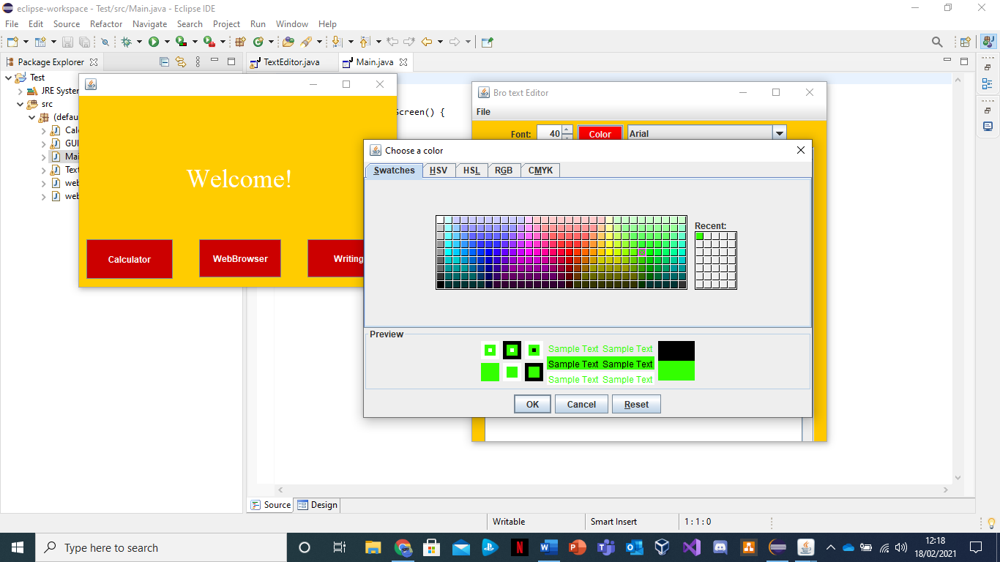 eclipse-workspace - Test/src/Main.java - Eclipse IDE
File Edit Source Refactor Navigate Search Project Run Window Help
Package Explorer
TextEditor.java
Main.java
Test
JRE System
src
(defau
Calc
GUI
Mai
Text
web
web
Screen() {
Welcome!
Calculator
WebBrowser
Writing
Bro text Editor
File
Font:
40
Color
Arial
Choose a color
Swatches HSV HSL RGB CMYK
Recent:
Preview
Sample Text Sample Text
Sample Text Sample Text
Sample Text Sample Text
OK Cancel Reset
Source Design
Writable Smart Insert 1 : 1 : 0
Type here to search
12:18
18/02/2021